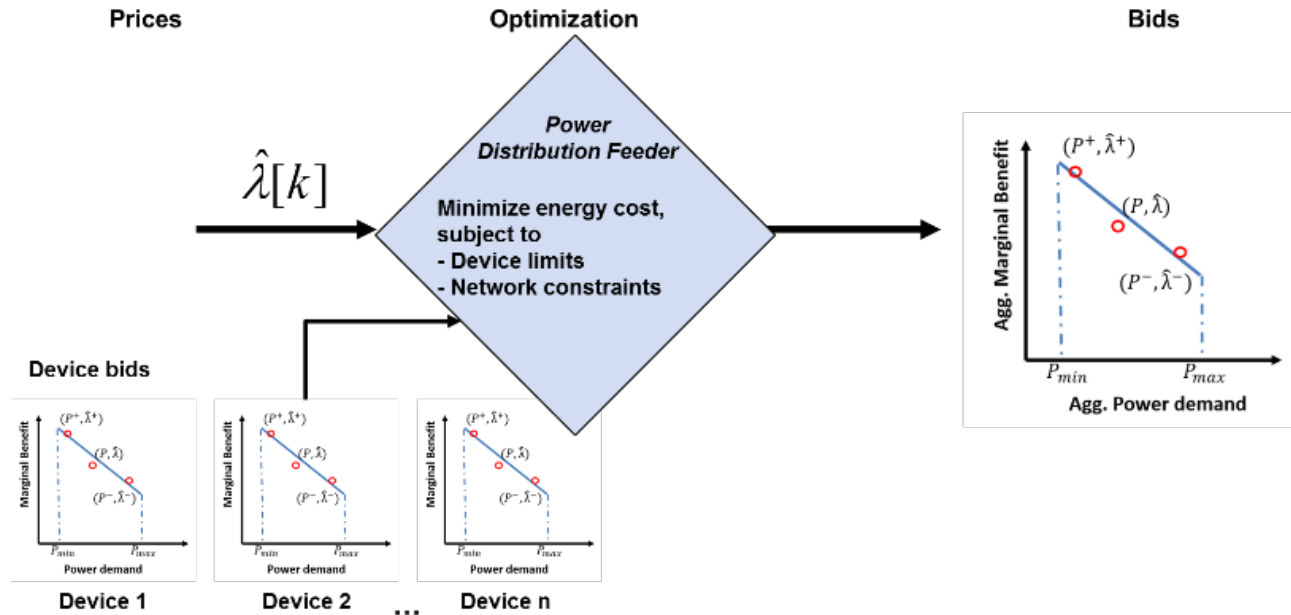 Prices
Optimization
Bids
Power
Distribution Feeder
λ̂[k]
Minimize energy cost,
subject to
- Device limits
- Network constraints
Agg. Marginal Benefit
(P⁺, λ̂⁺)
(P, λ̂)
(P⁻, λ̂⁻)
P_min
P_max
Agg. Power demand
Device bids
Marginal Benefit
(P⁺, λ̂⁺)
(P, λ̂)
(P⁻, λ̂⁻)
P_min
P_max
Power demand
Device 1
Marginal Benefit
(P⁺, λ̂⁺)
(P, λ̂)
(P⁻, λ̂⁻)
P_min
P_max
Power demand
Device 2
...
Marginal Benefit
(P⁺, λ̂⁺)
(P, λ̂)
(P⁻, λ̂⁻)
P_min
P_max
Power demand
Device n